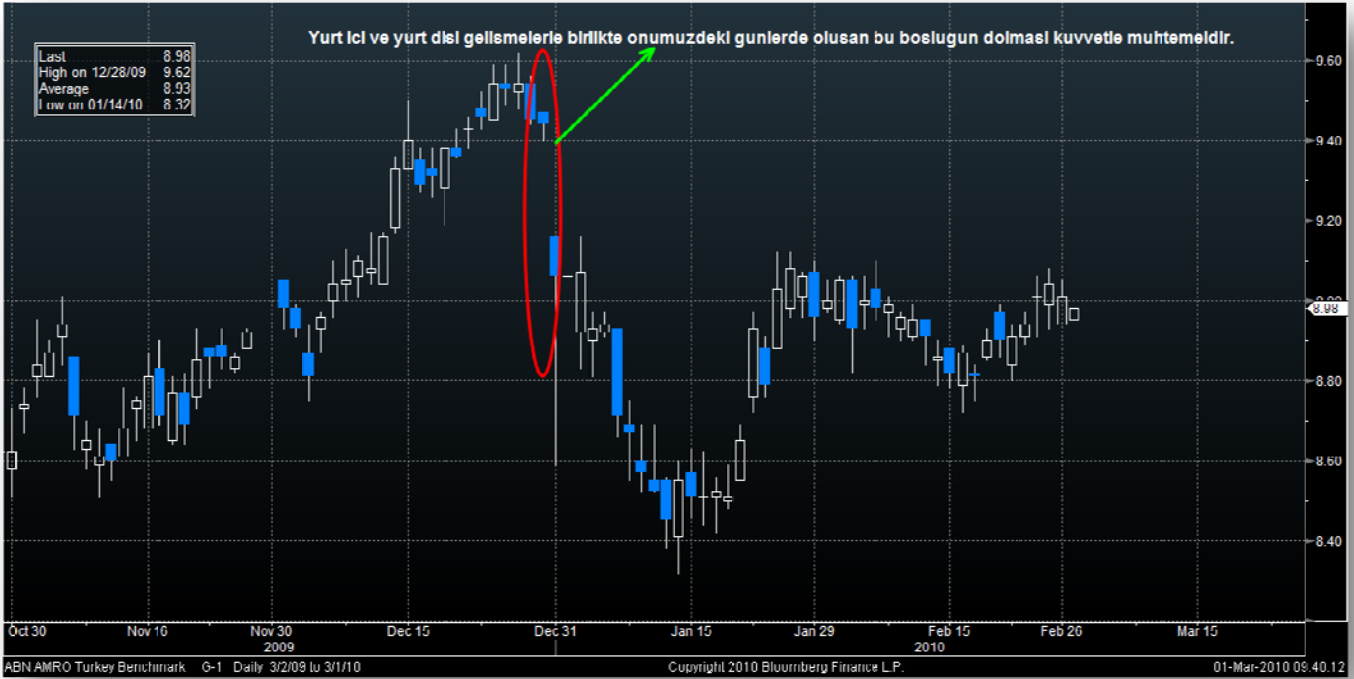 Yurt ici ve yurt disi gelismelerle birlikte onumuzdeki gunlerde olusan bu boslugun dolmasi kuvvetle muhtemeldir.
Last 8.98
High on 12/28/09 9.62
Average 8.93
Low on 01/14/10 8.32
9.60
9.40
9.20
9.00
8.98
8.80
8.60
8.40
Oct 30 Nov 16 Nov 30 Dec 15 Dec 31 Jan 15 Jan 29 Feb 15 Feb 26 Mar 15
2009 2010
ABN AMRO Turkey Benchmark G-1 Daily 3/2/09 to 3/1/10 Copyright 2010 Bloomberg Finance L.P. 01-Mar-2010 09.40.12